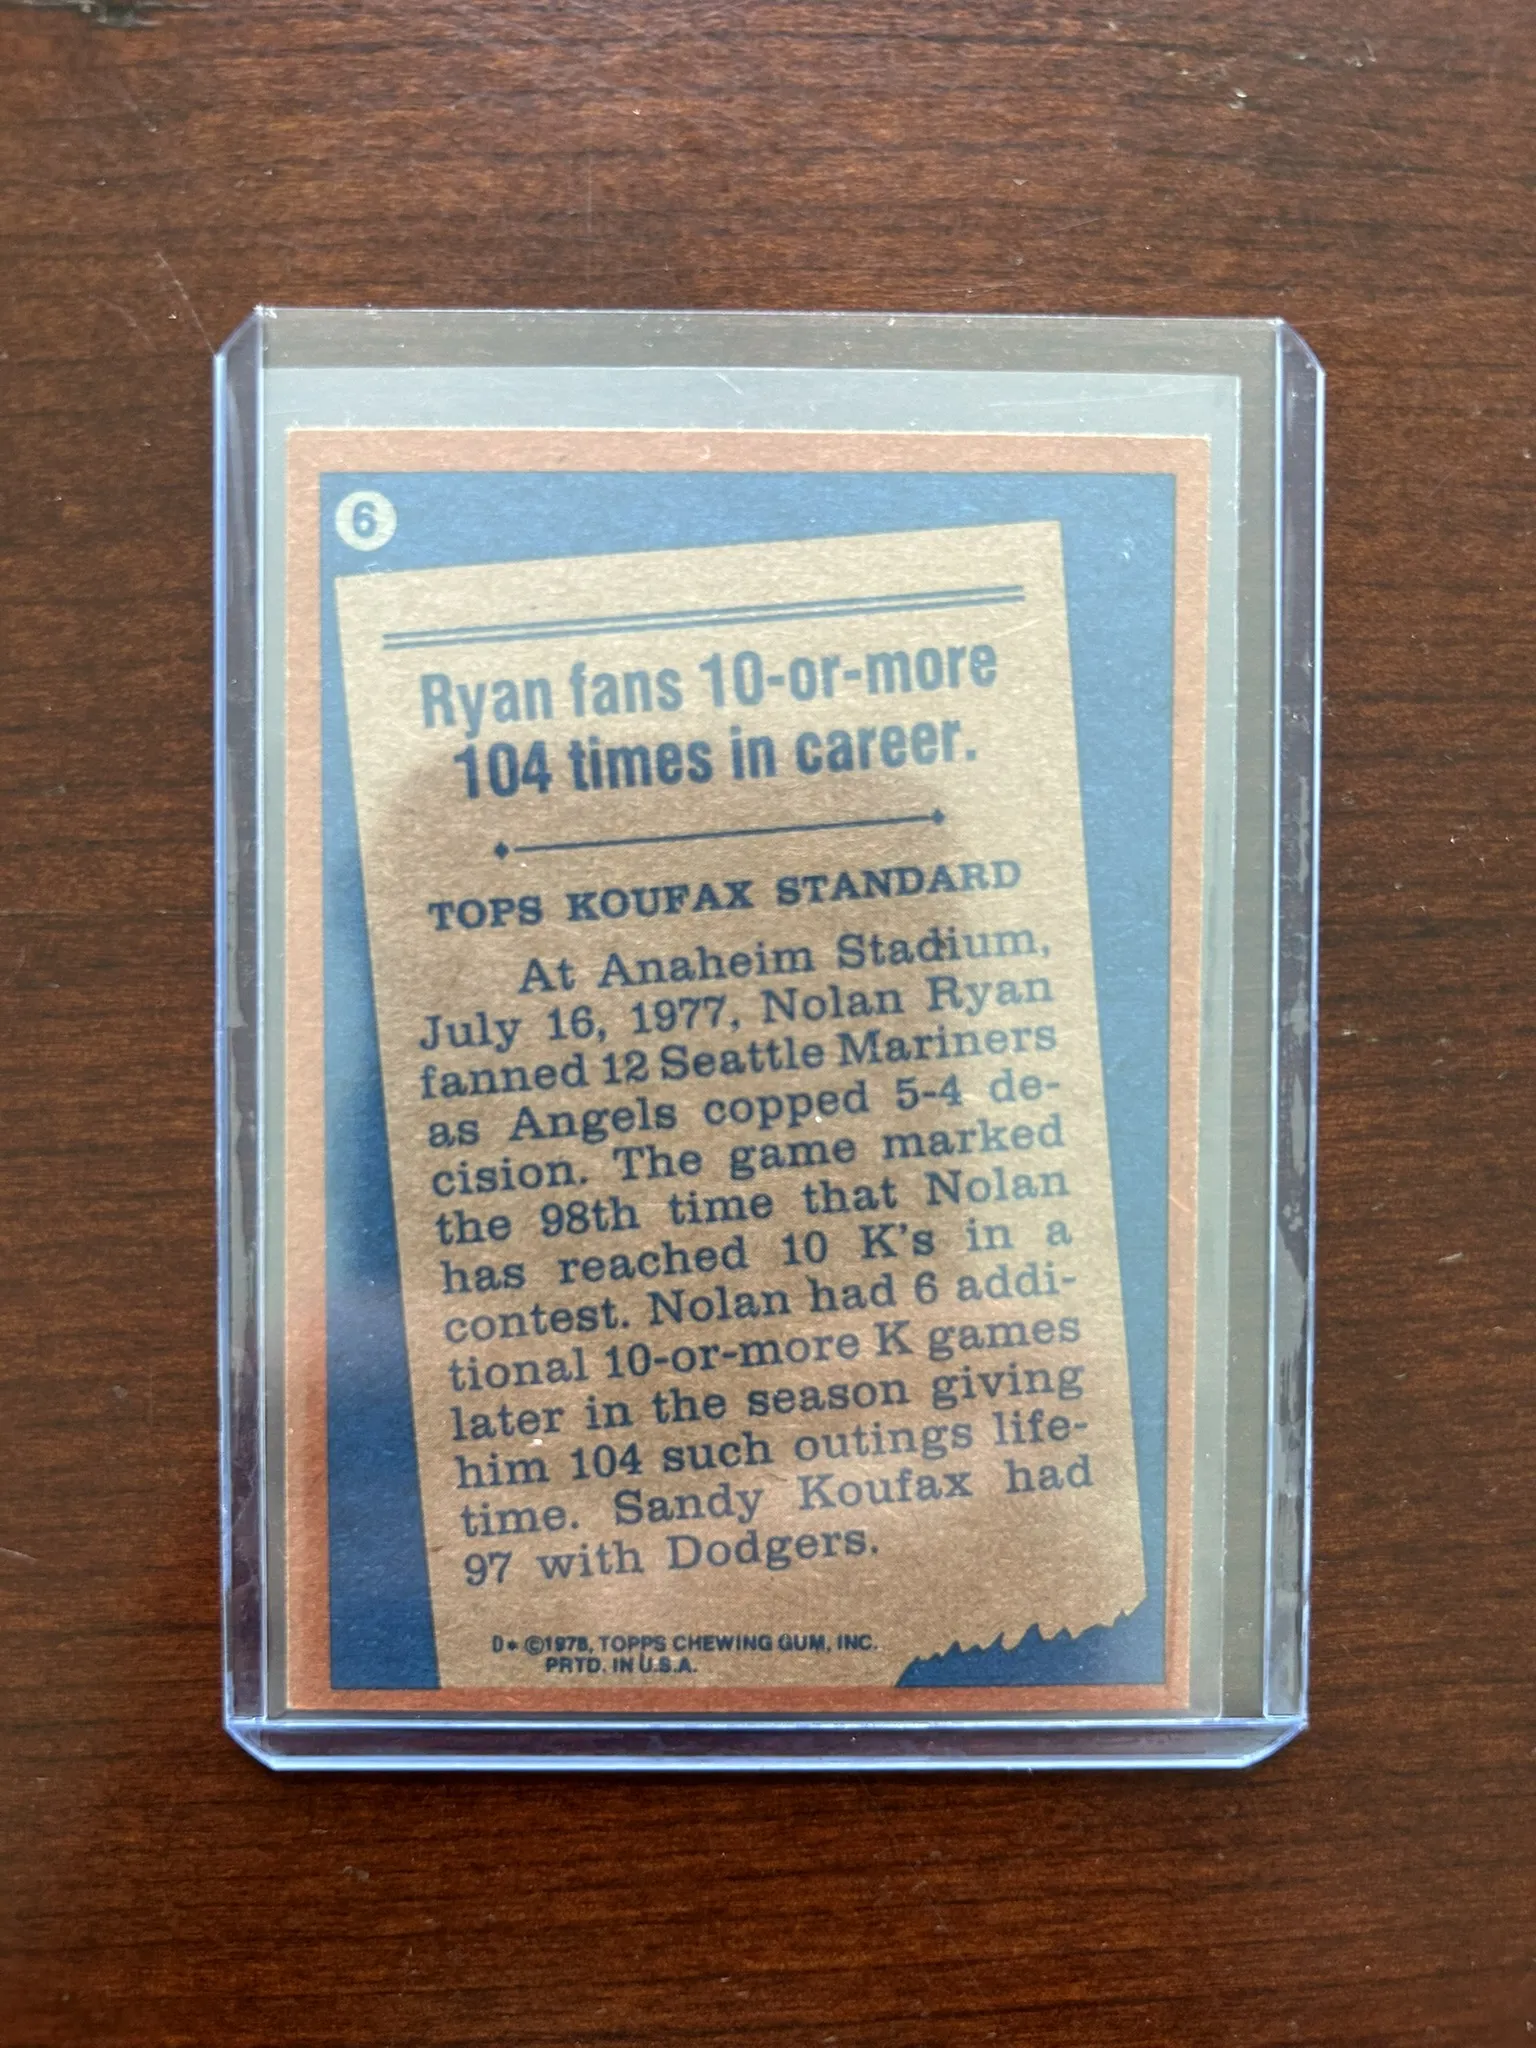 6
Ryan fans 10-or-more
104 times in career.
TOPS KOUFAX STANDARD
At Anaheim Stadium,
July 16, 1977, Nolan Ryan
fanned 12 Seattle Mariners
as Angels copped 5-4 de-
cision. The game marked
the 98th time that Nolan
has reached 10 K's in a
contest. Nolan had 6 addi-
tional 10-or-more K games
later in the season giving
him 104 such outings life-
time. Sandy Koufax had
97 with Dodgers.
D* ©1978, TOPPS CHEWING GUM, INC.
PRTD. IN U.S.A.